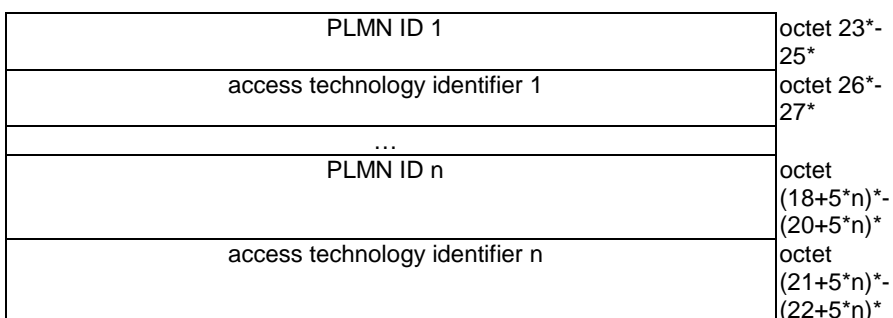 PLMN ID 1
octet 23*-
25*
access technology identifier 1
octet 26*-
27*
…
PLMN ID n
octet
(18+5*n)*-
(20+5*n)*
access technology identifier n
octet
(21+5*n)*-
(22+5*n)*